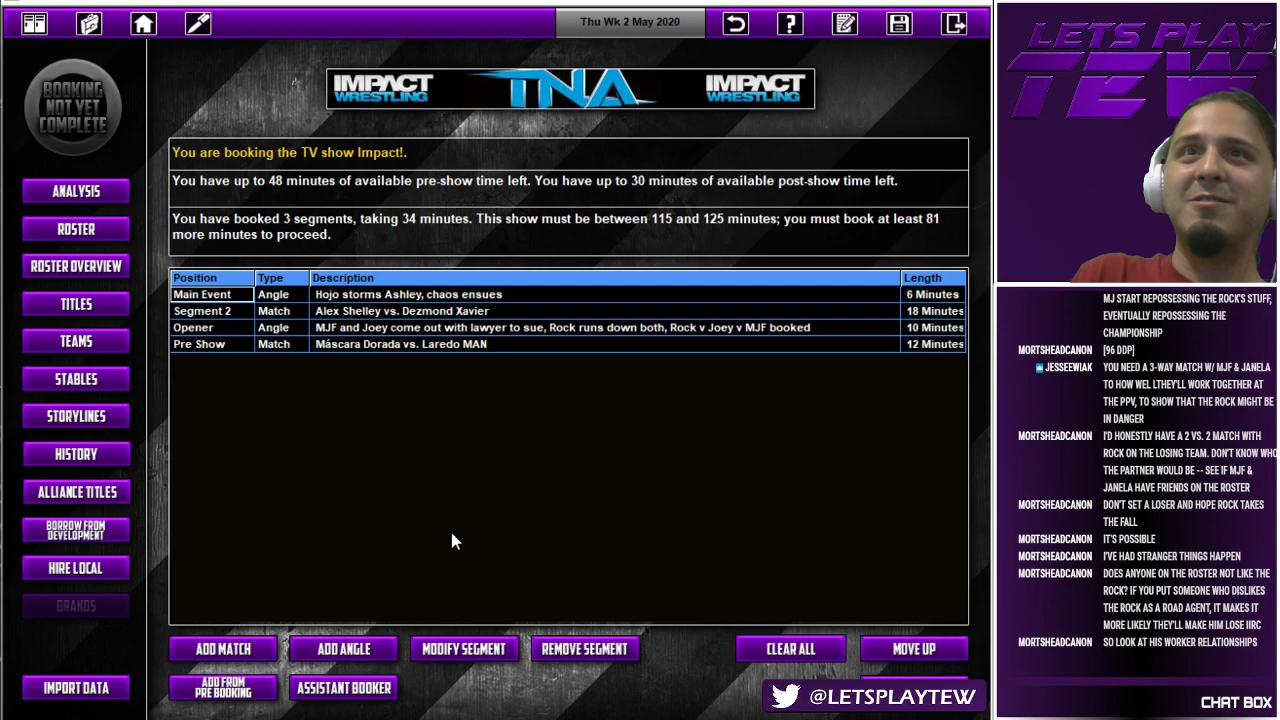 Thu Wk 2 May 2020
LETS PLAY
TEW
BOOKING
NOT YET
COMPLETE
IMPACT
WRESTLING
TNA
IMPACT
WRESTLING
You are booking the TV show Impact!.
You have up to 48 minutes of available pre-show time left. You have up to 30 minutes of available post-show time left.
You have booked 3 segments, taking 34 minutes. This show must be between 115 and 125 minutes; you must book at least 81
more minutes to proceed.
ANALYSIS
ROSTER
ROSTER OVERVIEW
TITLES
TEAMS
STABLES
STORYLINES
HISTORY
ALLIANCE TITLES
BORROW FROM
DEVELOPMENT
HIRE LOCAL
BRANDS
IMPORT DATA
Position Type Description Length
Main Event Angle Hojo storms Ashley, chaos ensues 6 Minutes
Segment 2 Match Alex Shelley vs. Dezmond Xavier 18 Minutes
Opener Angle MJF and Joey come out with lawyer to sue, Rock runs down both, Rock v Joey v MJF booked 10 Minutes
Pre Show Match Máscara Dorada vs. Laredo MAN 12 Minutes
ADD MATCH ADD ANGLE MODIFY SEGMENT REMOVE SEGMENT CLEAR ALL MOVE UP
ADD FROM
PRE BOOKING
ASSISTANT BOOKER
@LETSPLAYTEW
MJ START REPOSSESSING THE ROCK'S STUFF,
EVENTUALLY REPOSSESSING THE
CHAMPIONSHIP
MORTSHEADCANON [96 DDP]
JESSEEWIAK YOU NEED A 3-WAY MATCH W/ MJF & JANELA
TO HOW WEL LTHEY'LL WORK TOGETHER AT
THE PPV, TO SHOW THAT THE ROCK MIGHT BE
IN DANGER
MORTSHEADCANON I'D HONESTLY HAVE A 2 VS. 2 MATCH WITH
ROCK ON THE LOSING TEAM. DON'T KNOW WHO
THE PARTNER WOULD BE -- SEE IF MJF &
JANELA HAVE FRIENDS ON THE ROSTER
MORTSHEADCANON DON'T SET A LOSER AND HOPE ROCK TAKES
THE FALL
MORTSHEADCANON IT'S POSSIBLE
MORTSHEADCANON I'VE HAD STRANGER THINGS HAPPEN
MORTSHEADCANON DOES ANYONE ON THE ROSTER NOT LIKE THE
ROCK? IF YOU PUT SOMEONE WHO DISLIKES
THE ROCK AS A ROAD AGENT, IT MAKES IT
MORE LIKELY THEY'LL MAKE HIM LOSE IIRC
MORTSHEADCANON SO LOOK AT HIS WORKER RELATIONSHIPS
CHAT BOX